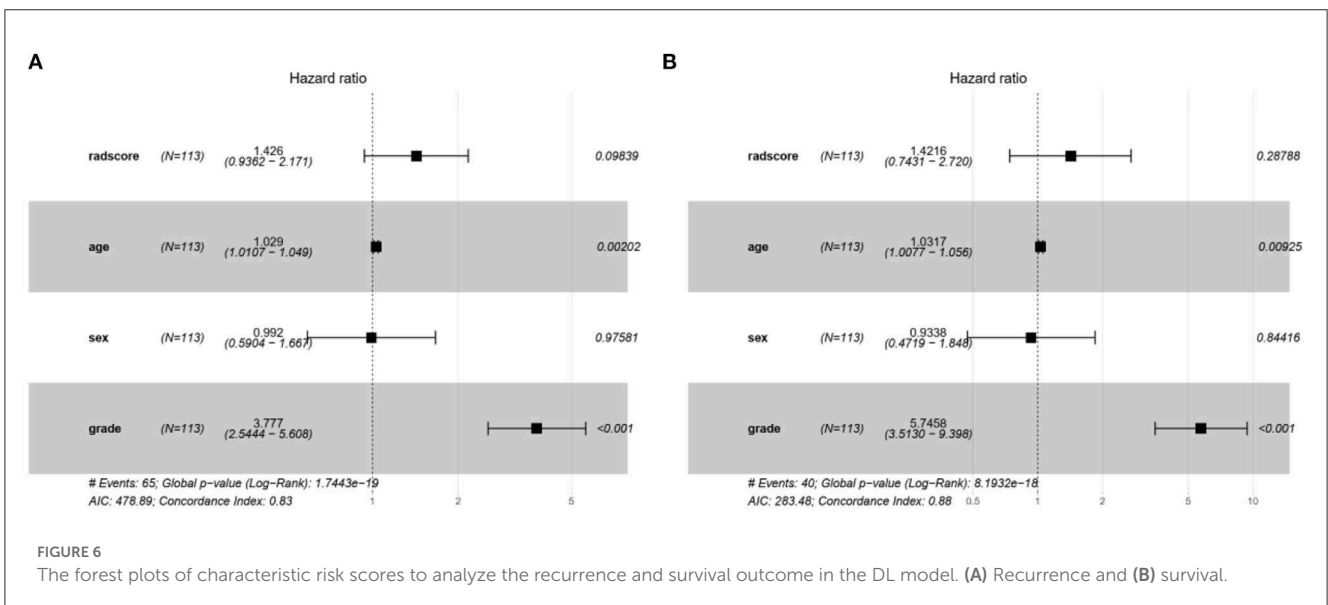 A
Hazard ratio
radscore (N=113) 1.426 (0.9362 − 2.171) 0.09839
age (N=113) 1.029 (1.0107 − 1.049) 0.00202
sex (N=113) 0.992 (0.5904 − 1.667) 0.97581
grade (N=113) 3.777 (2.5444 − 5.608) <0.001
# Events: 65; Global p−value (Log−Rank): 1.7443e−19
AIC: 478.89; Concordance Index: 0.83
1 2 5
B
Hazard ratio
radscore (N=113) 1.4216 (0.7431 − 2.720) 0.28788
age (N=113) 1.0317 (1.0077 − 1.056) 0.00925
sex (N=113) 0.9338 (0.4719 − 1.848) 0.84416
grade (N=113) 5.7458 (3.5130 − 9.398) <0.001
# Events: 40; Global p−value (Log−Rank): 8.1932e−18
AIC: 283.48; Concordance Index: 0.88
0.5 1 2 5 10
FIGURE 6
The forest plots of characteristic risk scores to analyze the recurrence and survival outcome in the DL model. (A) Recurrence and (B) survival.